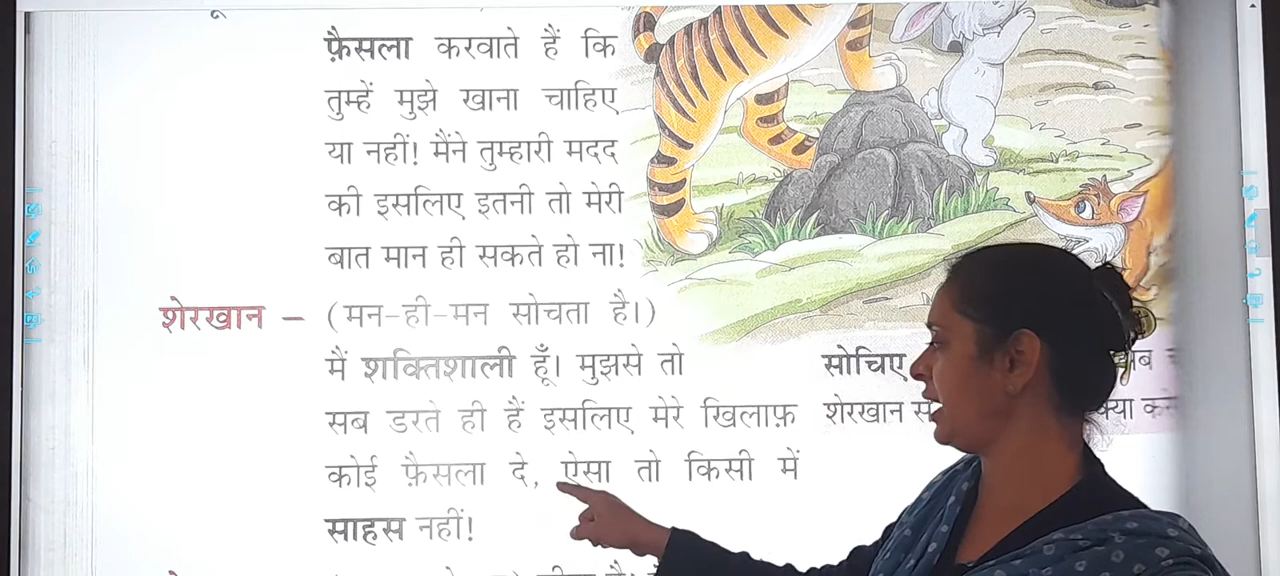 फ़ैसला करवाते हैं कि
तुम्हें मुझे खाना चाहिए
या नहीं! मैंने तुम्हारी मदद
की इसलिए इतनी तो मेरी
बात मान ही सकते हो ना!
शेरखान – (मन-ही-मन सोचता है।)
मैं शक्तिशाली हूँ। मुझसे तो
सब डरते ही हैं इसलिए मेरे खिलाफ़
कोई फ़ैसला दे, ऐसा तो किसी में
साहस नहीं!
सोचिए
शेरखान
क्या